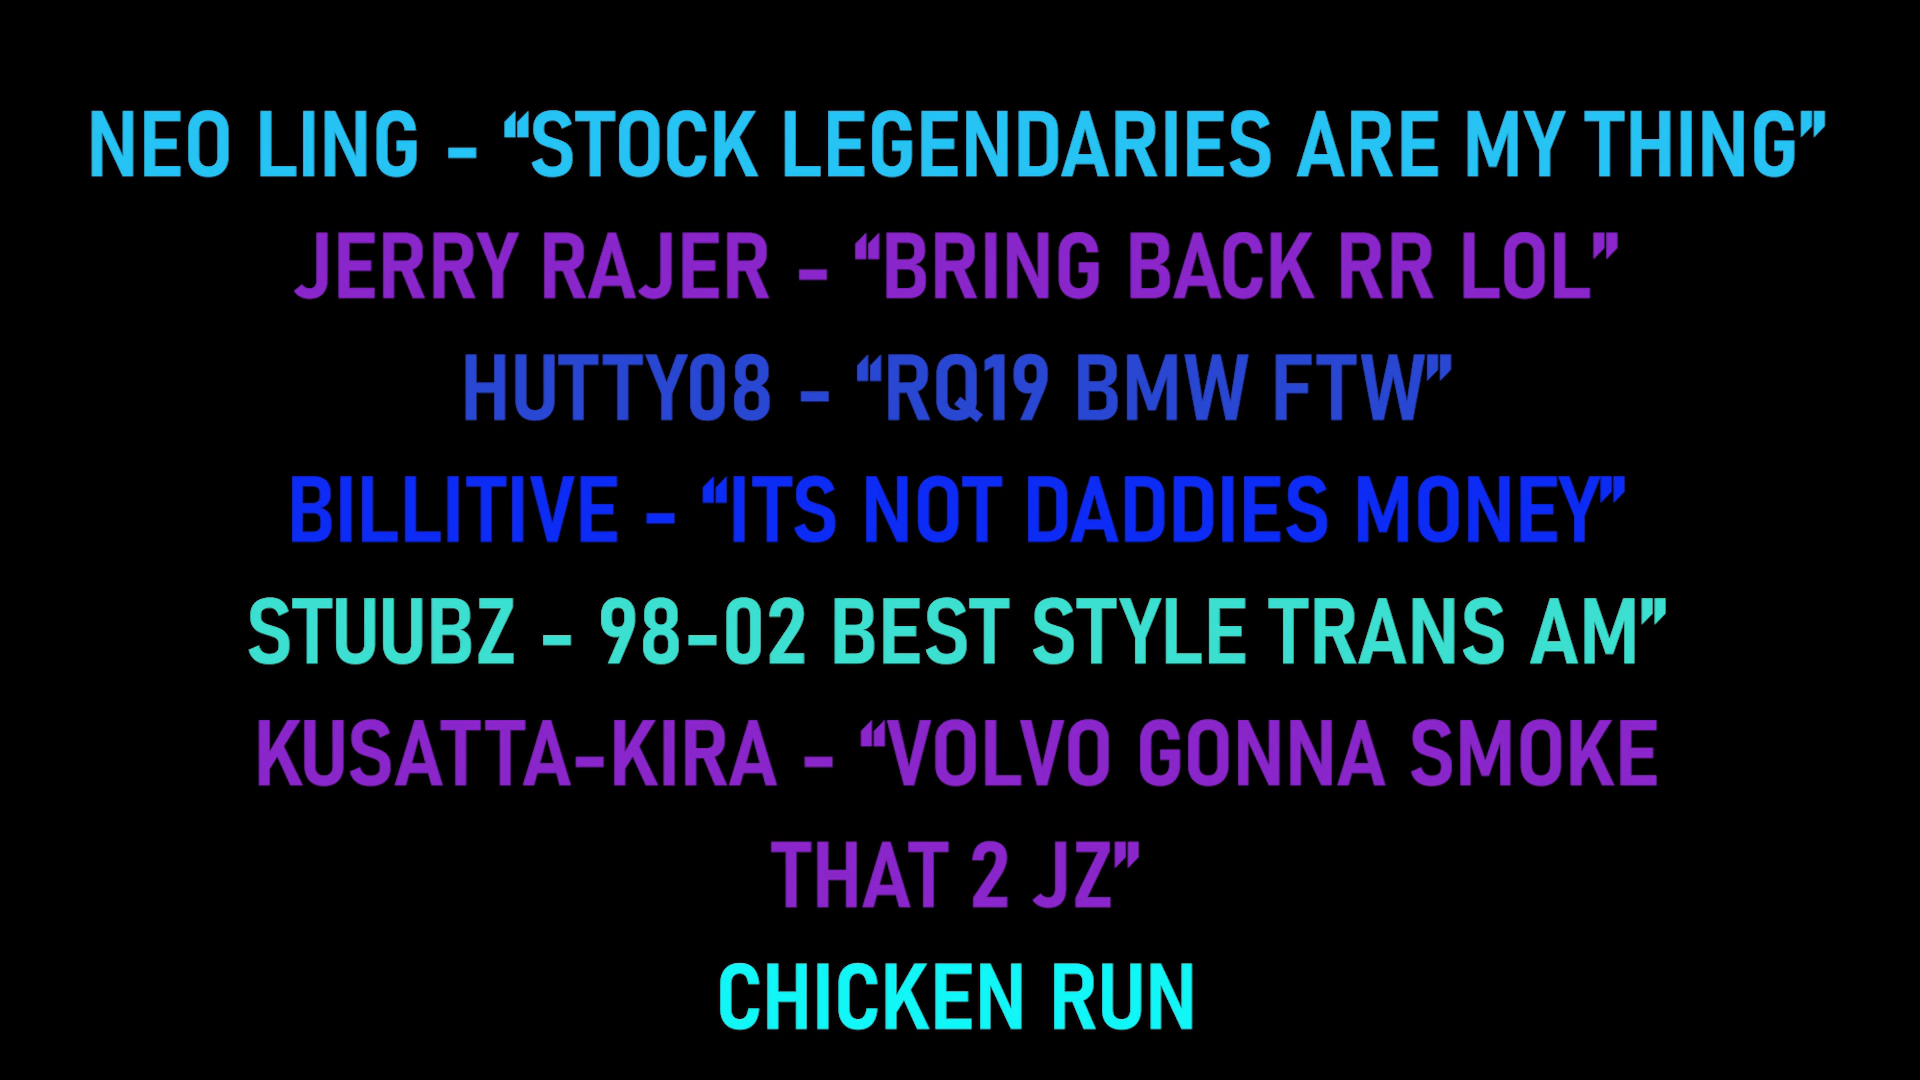 NEO LING - “STOCK LEGENDARIES ARE MY THING”
JERRY RAJER - “BRING BACK RR LOL”
HUTTY08 - “RQ19 BMW FTW”
BILLITIVE - “ITS NOT DADDIES MONEY”
STUUBZ - 98-02 BEST STYLE TRANS AM”
KUSATTA-KIRA - “VOLVO GONNA SMOKE
THAT 2 JZ”
CHICKEN RUN